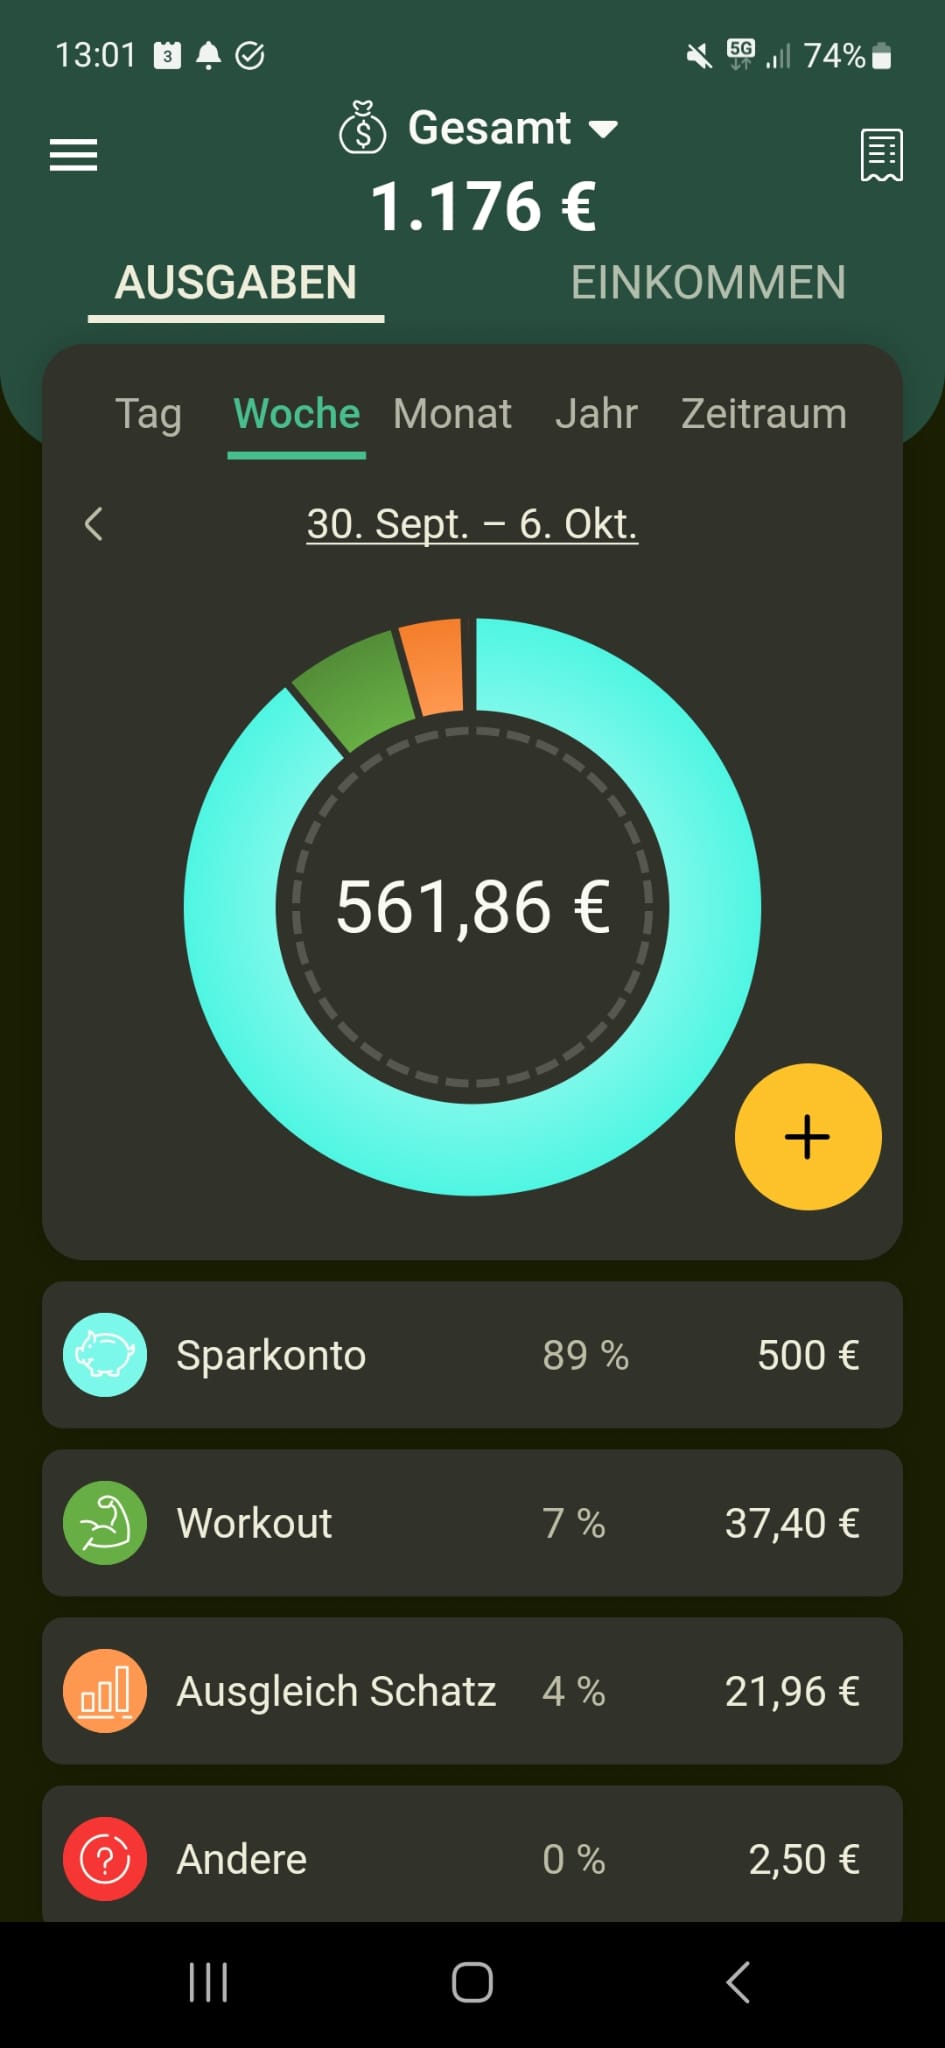 13:01 3 5G 74%
$ Gesamt
1.176 €
AUSGABEN EINKOMMEN
Tag Woche Monat Jahr Zeitraum
30. Sept. – 6. Okt.
561,86 €
+
Sparkonto 89 % 500 €
Workout 7 % 37,40 €
Ausgleich Schatz 4 % 21,96 €
? Andere 0 % 2,50 €